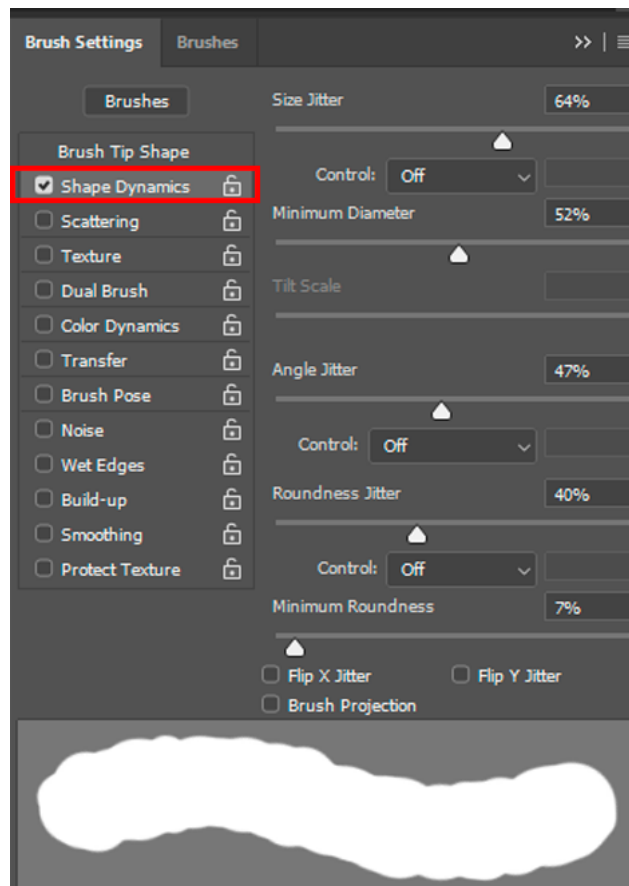 Brush Settings Brushes
Brushes
Brush Tip Shape
Shape Dynamics
Scattering
Texture
Dual Brush
Color Dynamics
Transfer
Brush Pose
Noise
Wet Edges
Build-up
Smoothing
Protect Texture
Size Jitter 64%
Control: Off
Minimum Diameter 52%
Tilt Scale
Angle Jitter 47%
Control: Off
Roundness Jitter 40%
Control: Off
Minimum Roundness 7%
Flip X Jitter Flip Y Jitter
Brush Projection